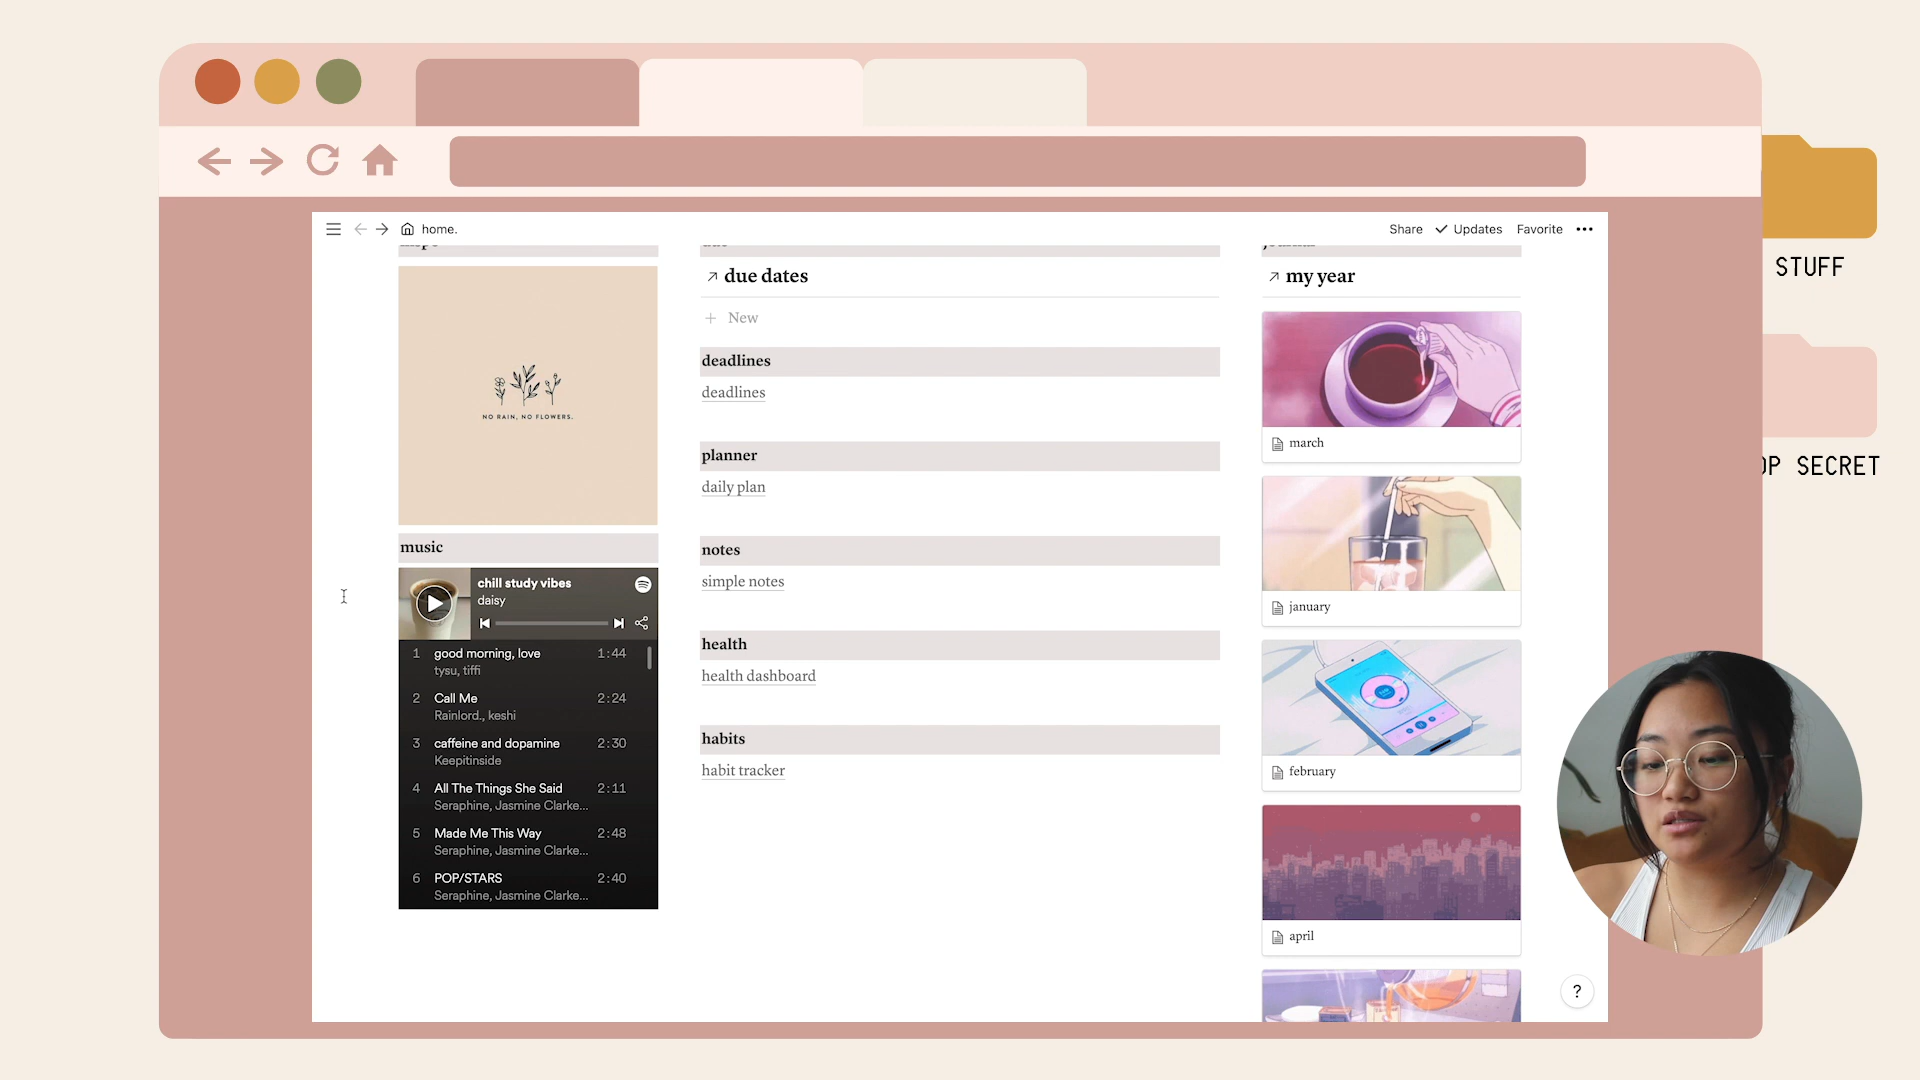 home.
Share
Updates
Favorite
STUFF
OP SECRET
NO RAIN, NO FLOWERS.
music
chill study vibes
daisy
1 good morning, love 1:44
tysu, tiffi
2 Call Me 2:24
Rainlord., keshi
3 caffeine and dopamine 2:30
Keepitinside
4 All The Things She Said 2:11
Seraphine, Jasmine Clarke...
5 Made Me This Way 2:48
Seraphine, Jasmine Clarke...
6 POP/STARS 2:40
Seraphine, Jasmine Clarke...
due dates
New
deadlines
deadlines
planner
daily plan
notes
simple notes
health
health dashboard
habits
habit tracker
my year
march
january
february
april
?